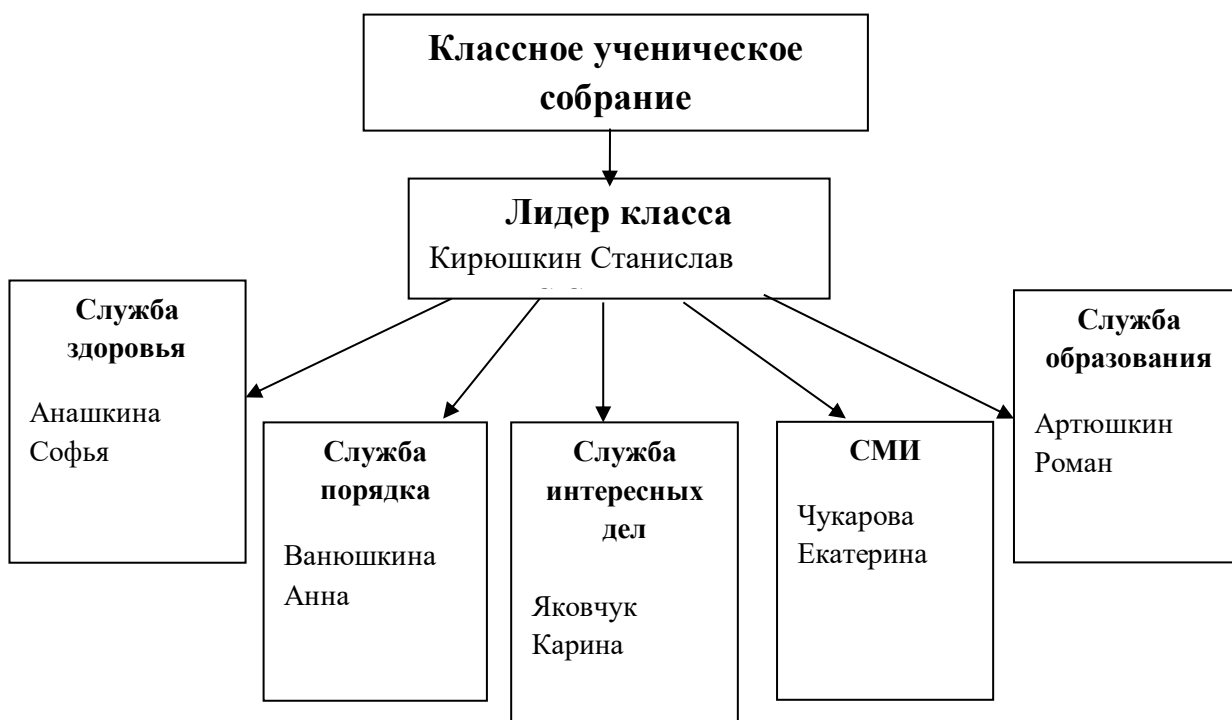 Классное ученическое
собрание
Лидер класса
Кирюшкин Станислав
Служба
здоровья
Анашкина
Софья
Служба
порядка
Ванюшкина
Анна
Служба
интересных
дел
Яковчук
Карина
СМИ
Чукарова
Екатерина
Служба
образования
Артюшкин
Роман